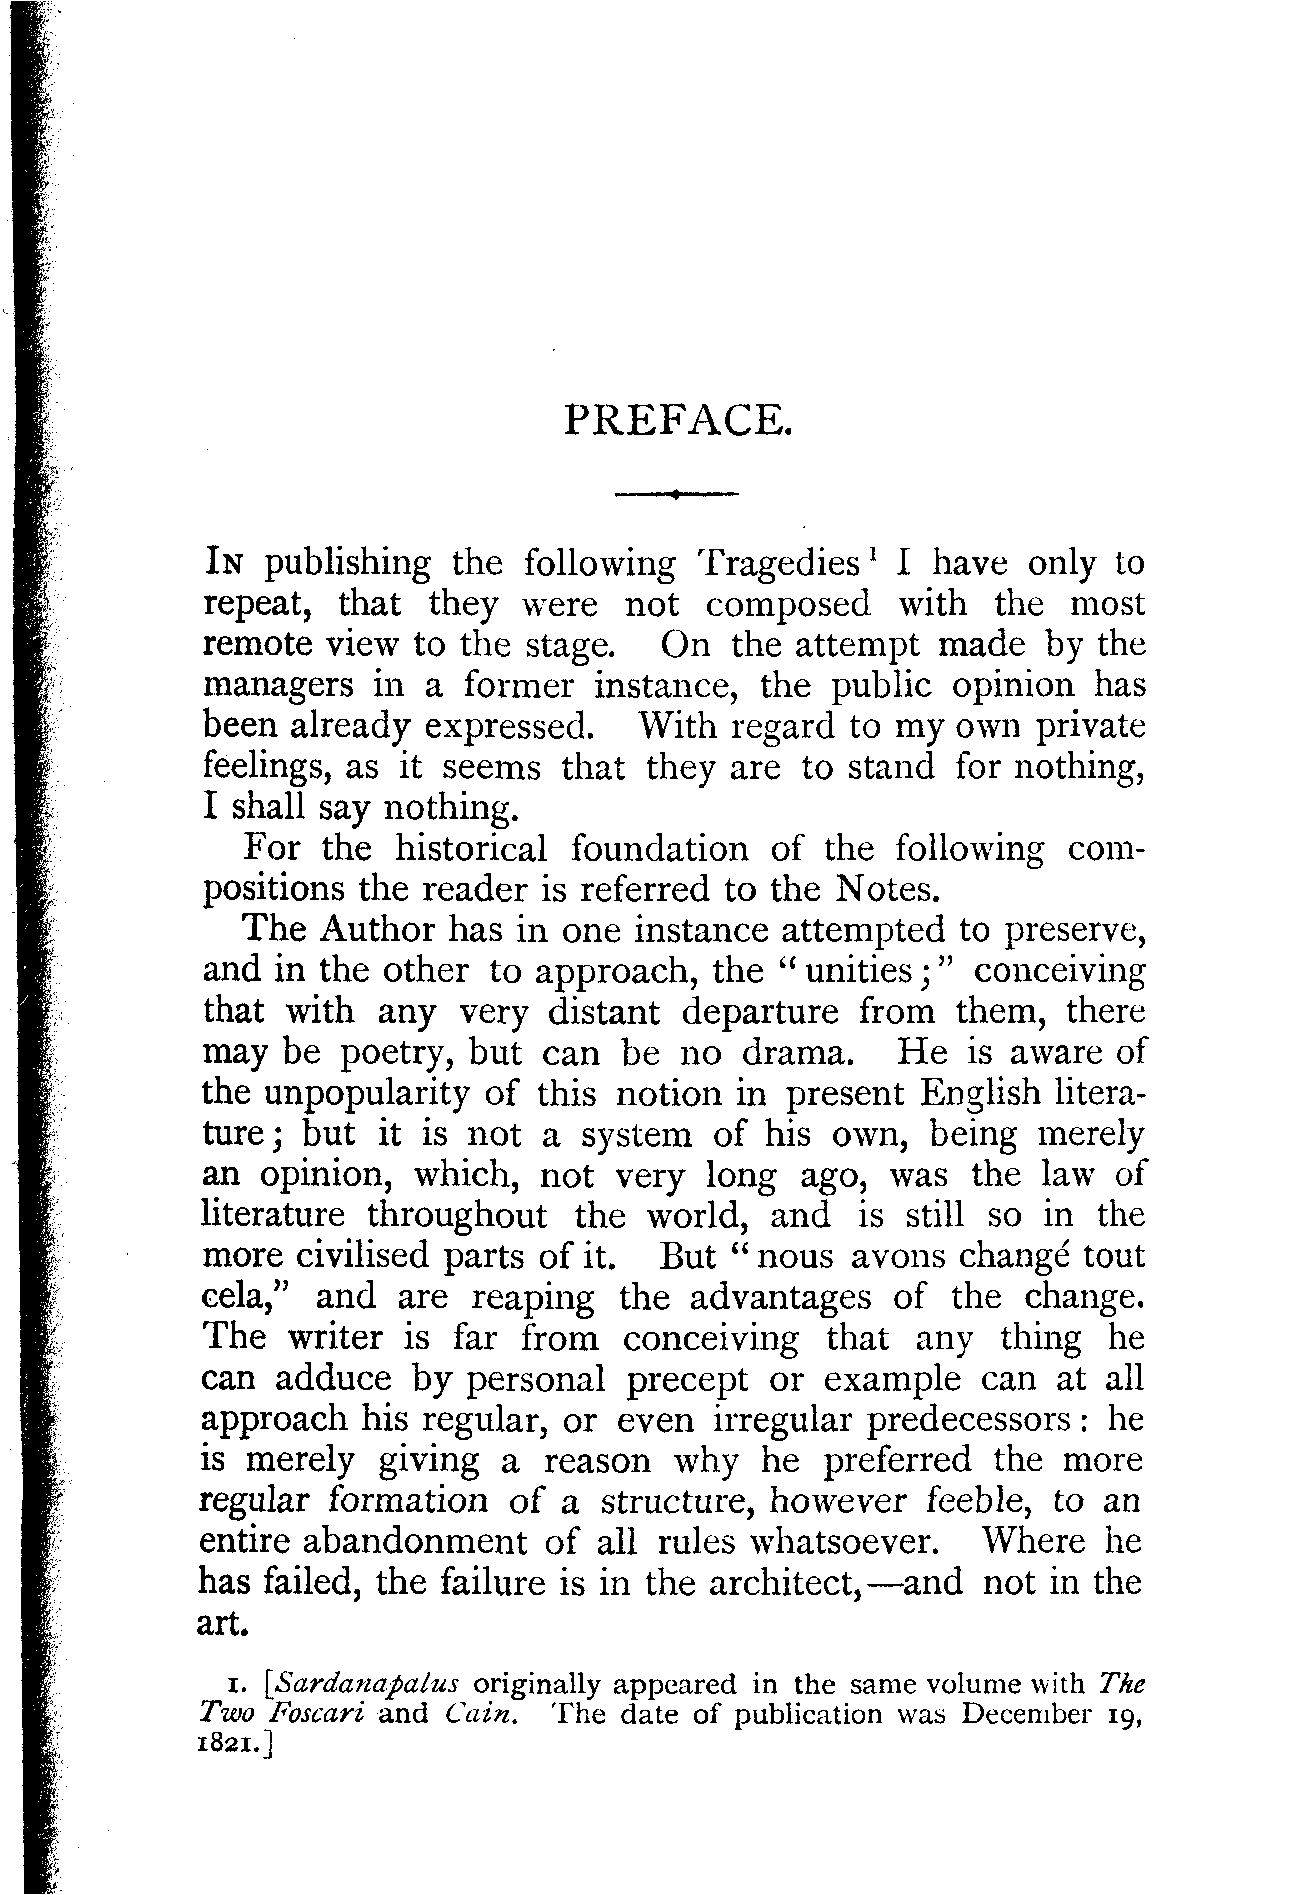 PREFACE.
IN publishing the following Tragedies¹ I have only to
repeat, that they were not composed with the most
remote view to the stage. On the attempt made by the
managers in a former instance, the public opinion has
been already expressed. With regard to my own private
feelings, as it seems that they are to stand for nothing,
I shall say nothing.
For the historical foundation of the following com-
positions the reader is referred to the Notes.
The Author has in one instance attempted to preserve,
and in the other to approach, the “unities;” conceiving
that with any very distant departure from them, there
may be poetry, but can be no drama. He is aware of
the unpopularity of this notion in present English litera-
ture; but it is not a system of his own, being merely
an opinion, which, not very long ago, was the law of
literature throughout the world, and is still so in the
more civilised parts of it. But “nous avons changé tout
cela,” and are reaping the advantages of the change.
The writer is far from conceiving that any thing he
can adduce by personal precept or example can at all
approach his regular, or even irregular predecessors: he
is merely giving a reason why he preferred the more
regular formation of a structure, however feeble, to an
entire abandonment of all rules whatsoever. Where he
has failed, the failure is in the architect,—and not in the
art.
1. [Sardanapalus originally appeared in the same volume with The
Two Foscari and Cain. The date of publication was December 19,
1821.]